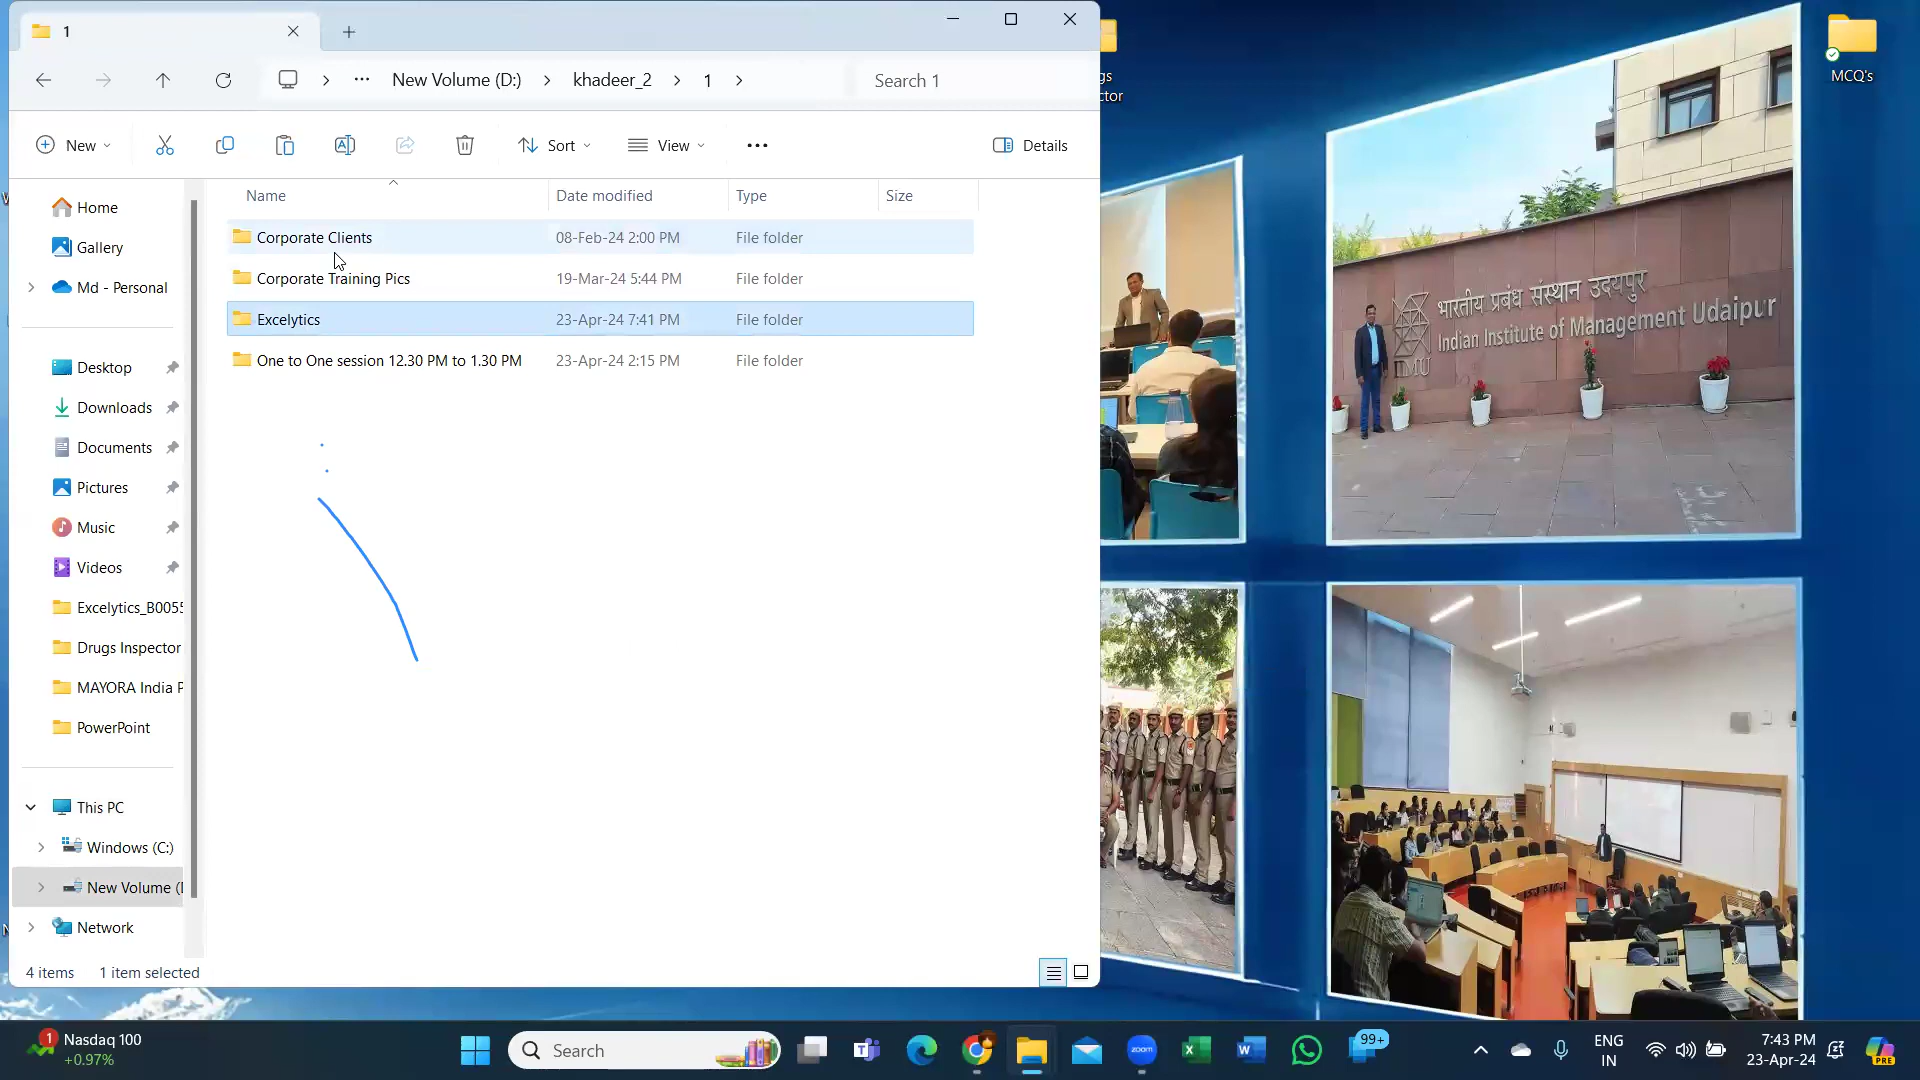 1
New Volume (D:)
khadeer_2
1
Search 1
New
Sort
View
Details
Name
Date modified
Type
Size
Corporate Clients
08-Feb-24 2:00 PM
File folder
Corporate Training Pics
19-Mar-24 5:44 PM
File folder
Excelytics
23-Apr-24 7:41 PM
File folder
One to One session 12.30 PM to 1.30 PM
23-Apr-24 2:15 PM
File folder
Home
Gallery
Md - Personal
Desktop
Downloads
Documents
Pictures
Music
Videos
Excelytics_B0055
Drugs Inspector
MAYORA India P
PowerPoint
This PC
Windows (C:)
New Volume (
Network
4 items
1 item selected
gs
ctor
MCQ's
भारतीय प्रबंध संस्थान उदयपुर
Indian Institute of Management Udaipur
IIMU
1
Nasdaq 100
+0.97%
Search
zoom
99+
ENG
IN
7:43 PM
23-Apr-24
PRE